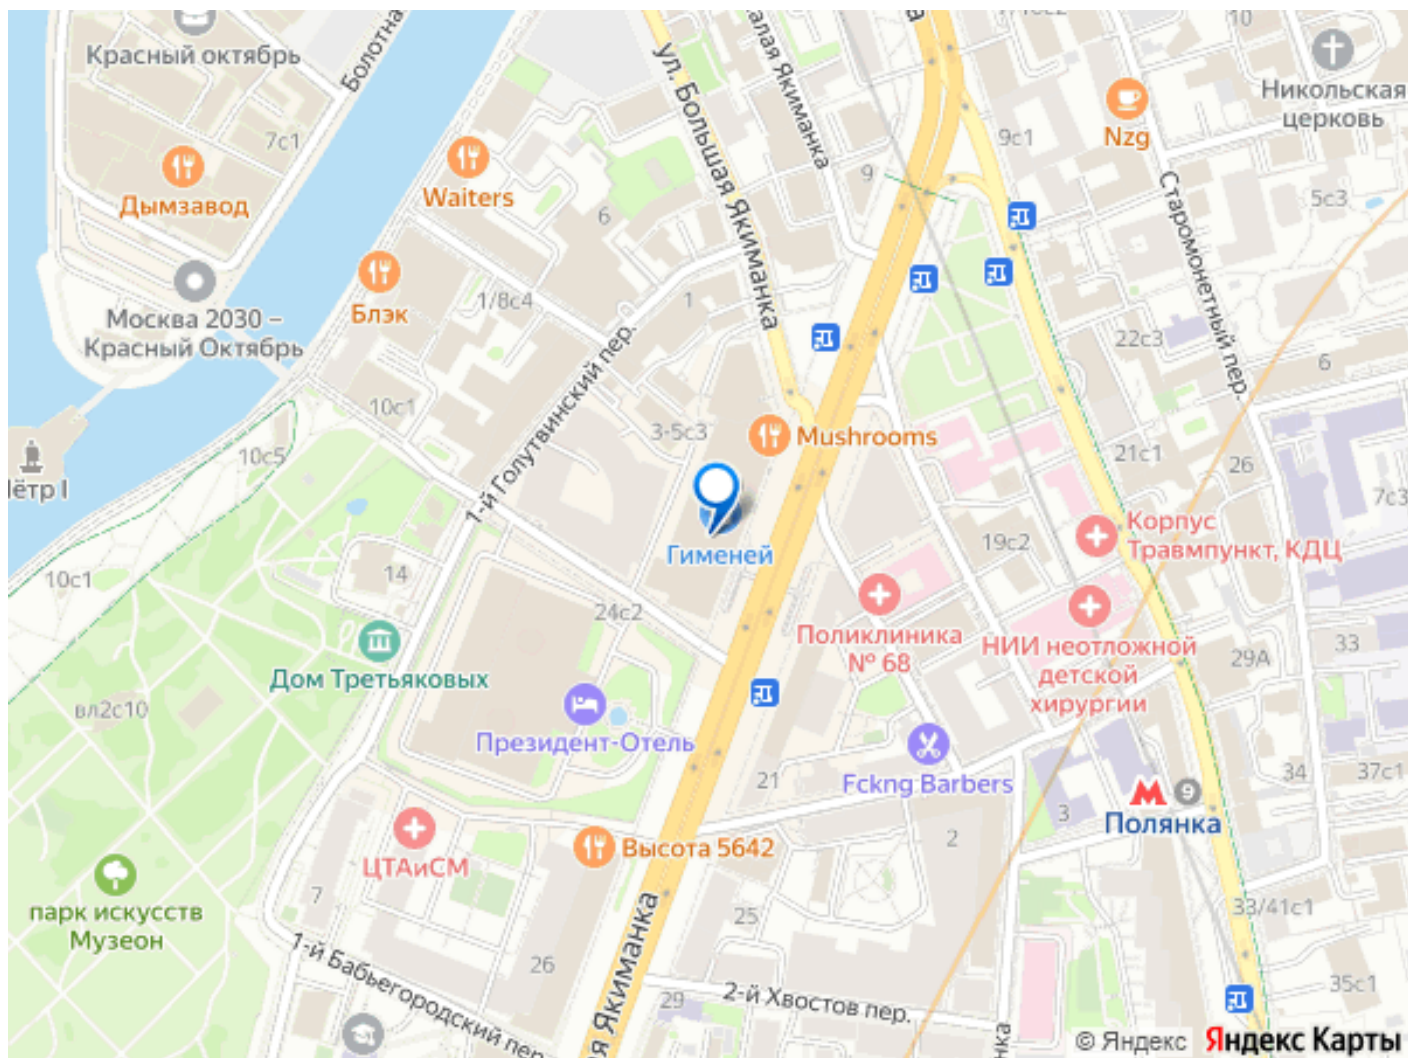 Красный октябрь
Болотна
7с1
Дымзавод
Москва 2030 –
Красный Октябрь
Waiters
Блэк
6
1/8с4
1
ул. Большая Якиманка
алая Якиманка
9
9с1
10
Nzg
Никольская
церковь
5с3
Старомонетный пер.
22с3
6
21с1
26
7с3
10с1
10с5
1-й Голутвинский пер.
3-5с3
Mushrooms
Гименей
ётр I
10с1
14
24с2
Дом Третьяковых
вл2с10
Президент-Отель
Поликлиника
№ 68
19с2
Корпус
Травмпункт, КДЦ
НИИ неотложной
детской
хирургии
29А
33
21
Fckng Barbers
34
37с1
3
9
Полянка
2
ЦТАиСМ
Высота 5642
7
парк искусств
Музеон
1-й Бабьегородский пер.
26
25
29
ая Якиманка
2-й Хвостов пер.
нка
33/41с1
35с1
© Яндекс Яндекс Карты